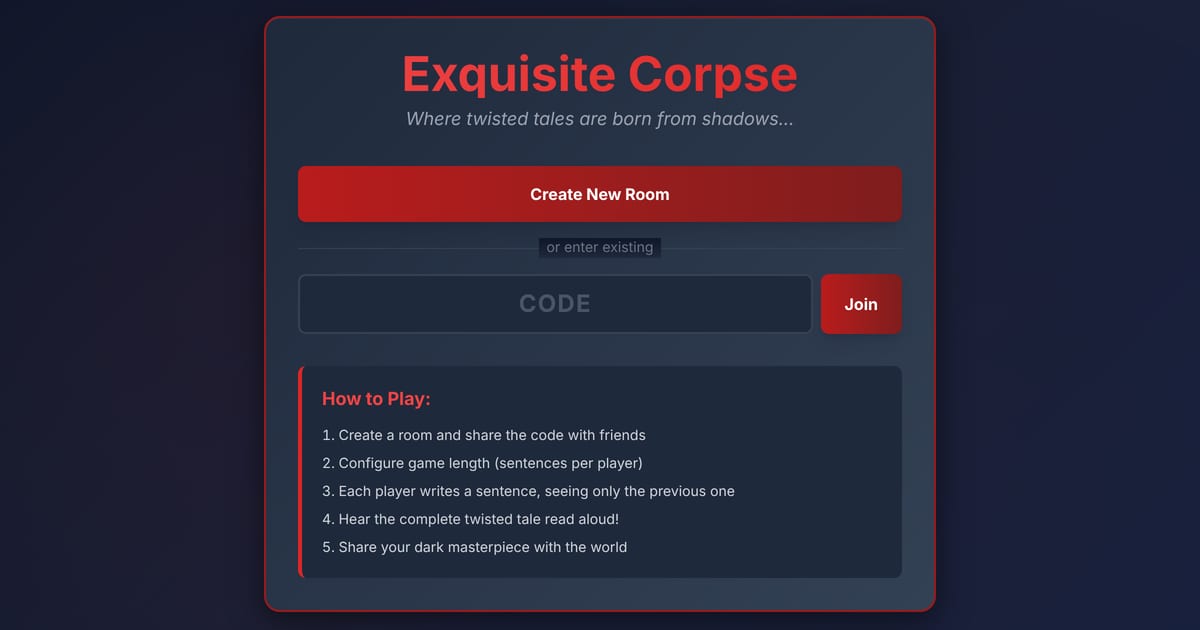 Exquisite Corpse
Where twisted tales are born from shadows...
Create New Room
or enter existing
CODE
Join
How to Play:
1. Create a room and share the code with friends
2. Configure game length (sentences per player)
3. Each player writes a sentence, seeing only the previous one
4. Hear the complete twisted tale read aloud!
5. Share your dark masterpiece with the world